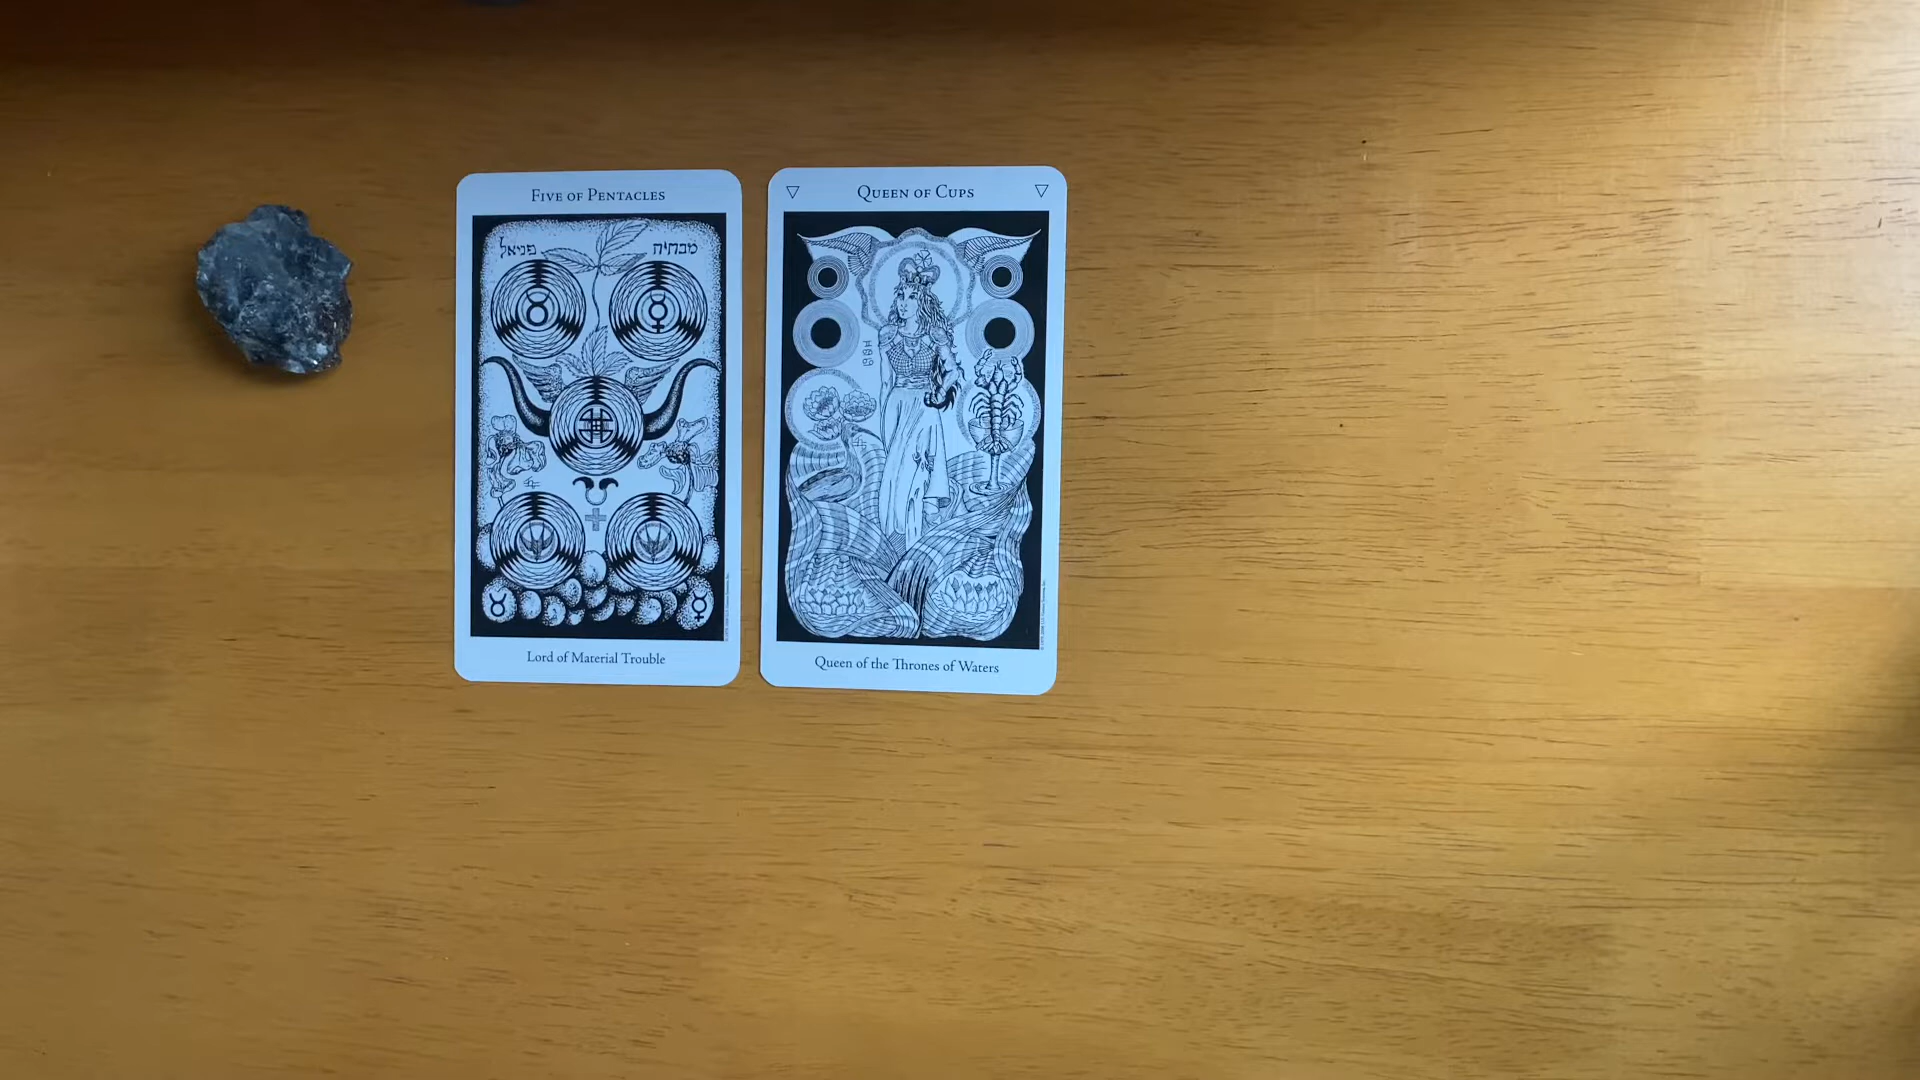 Five of Pentacles
פניאל
מבהיה
Lord of Material Trouble
Queen of Cups
Queen of the Thrones of Waters